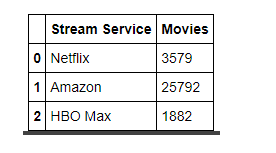 Stream Service Movies
0 Netflix 3579
1 Amazon 25792
2 HBO Max 1882